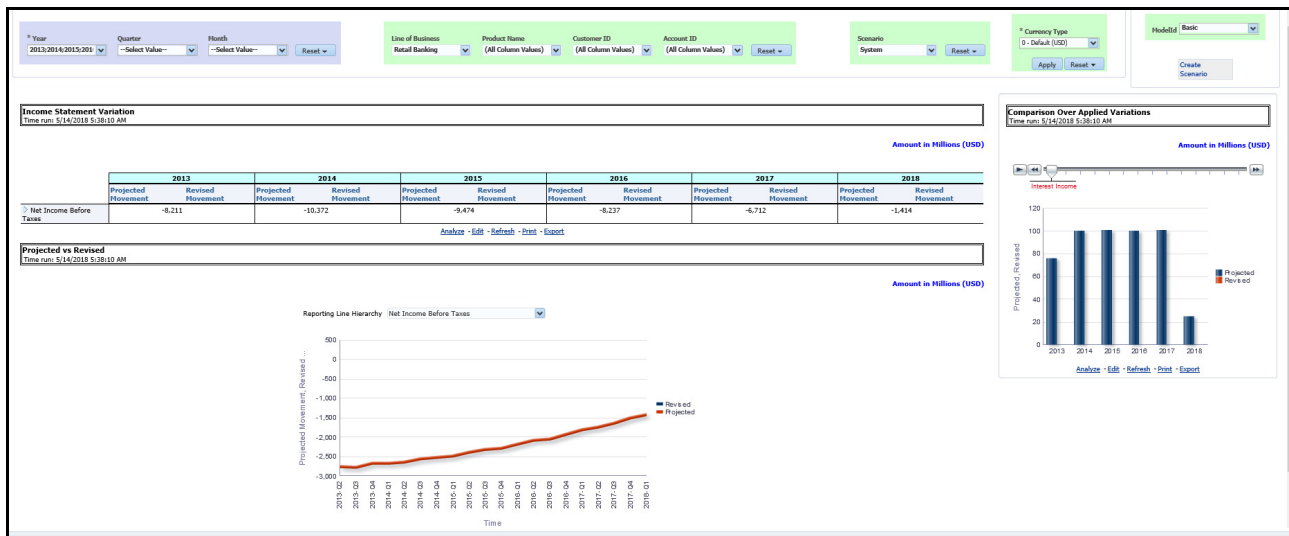 * Year Quarter Month
2013;2014;2015;201 --Select Value-- --Select Value-- Reset
Line of Business Product Name Customer ID Account ID
Retail Banking (All Column Values) (All Column Values) (All Column Values) Reset
Scenario
System Reset
* Currency Type
0 - Default (USD)
Apply Reset
ModelId Basic
Create
Scenario
Income Statement Variation
Time run: 5/14/2018 5:38:10 AM
Amount in Millions (USD)
2013 2014 2015 2016 2017 2018
Projected Movement Revised Movement Projected Movement Revised Movement Projected Movement Revised Movement Projected Movement Revised Movement Projected Movement Revised Movement Projected Movement Revised Movement
Net Income Before Taxes -8,211 -10,372 -9,474 -8,237 -6,712 -1,414
Analyze - Edit - Refresh - Print - Export
Projected vs Revised
Time run: 5/14/2018 5:38:10 AM
Amount in Millions (USD)
Reporting Line Hierarchy Net Income Before Taxes
Projected Movement, Revised ...
500
0
-500
-1,000
-1,500
-2,000
-2,500
-3,000
Revised
Projected
2013-Q2 2013-Q3 2013-Q4 2014-Q1 2014-Q2 2014-Q3 2014-Q4 2015-Q1 2015-Q2 2015-Q3 2015-Q4 2016-Q1 2016-Q2 2016-Q3 2016-Q4 2017-Q1 2017-Q2 2017-Q3 2017-Q4 2018-Q1
Time
Comparison Over Applied Variations
Time run: 5/14/2018 5:38:10 AM
Amount in Millions (USD)
Interest Income
Projected, Revised
120
100
80
60
40
20
0
Projected
Revised
2013 2014 2015 2016 2017 2018
Analyze - Edit - Refresh - Print - Export